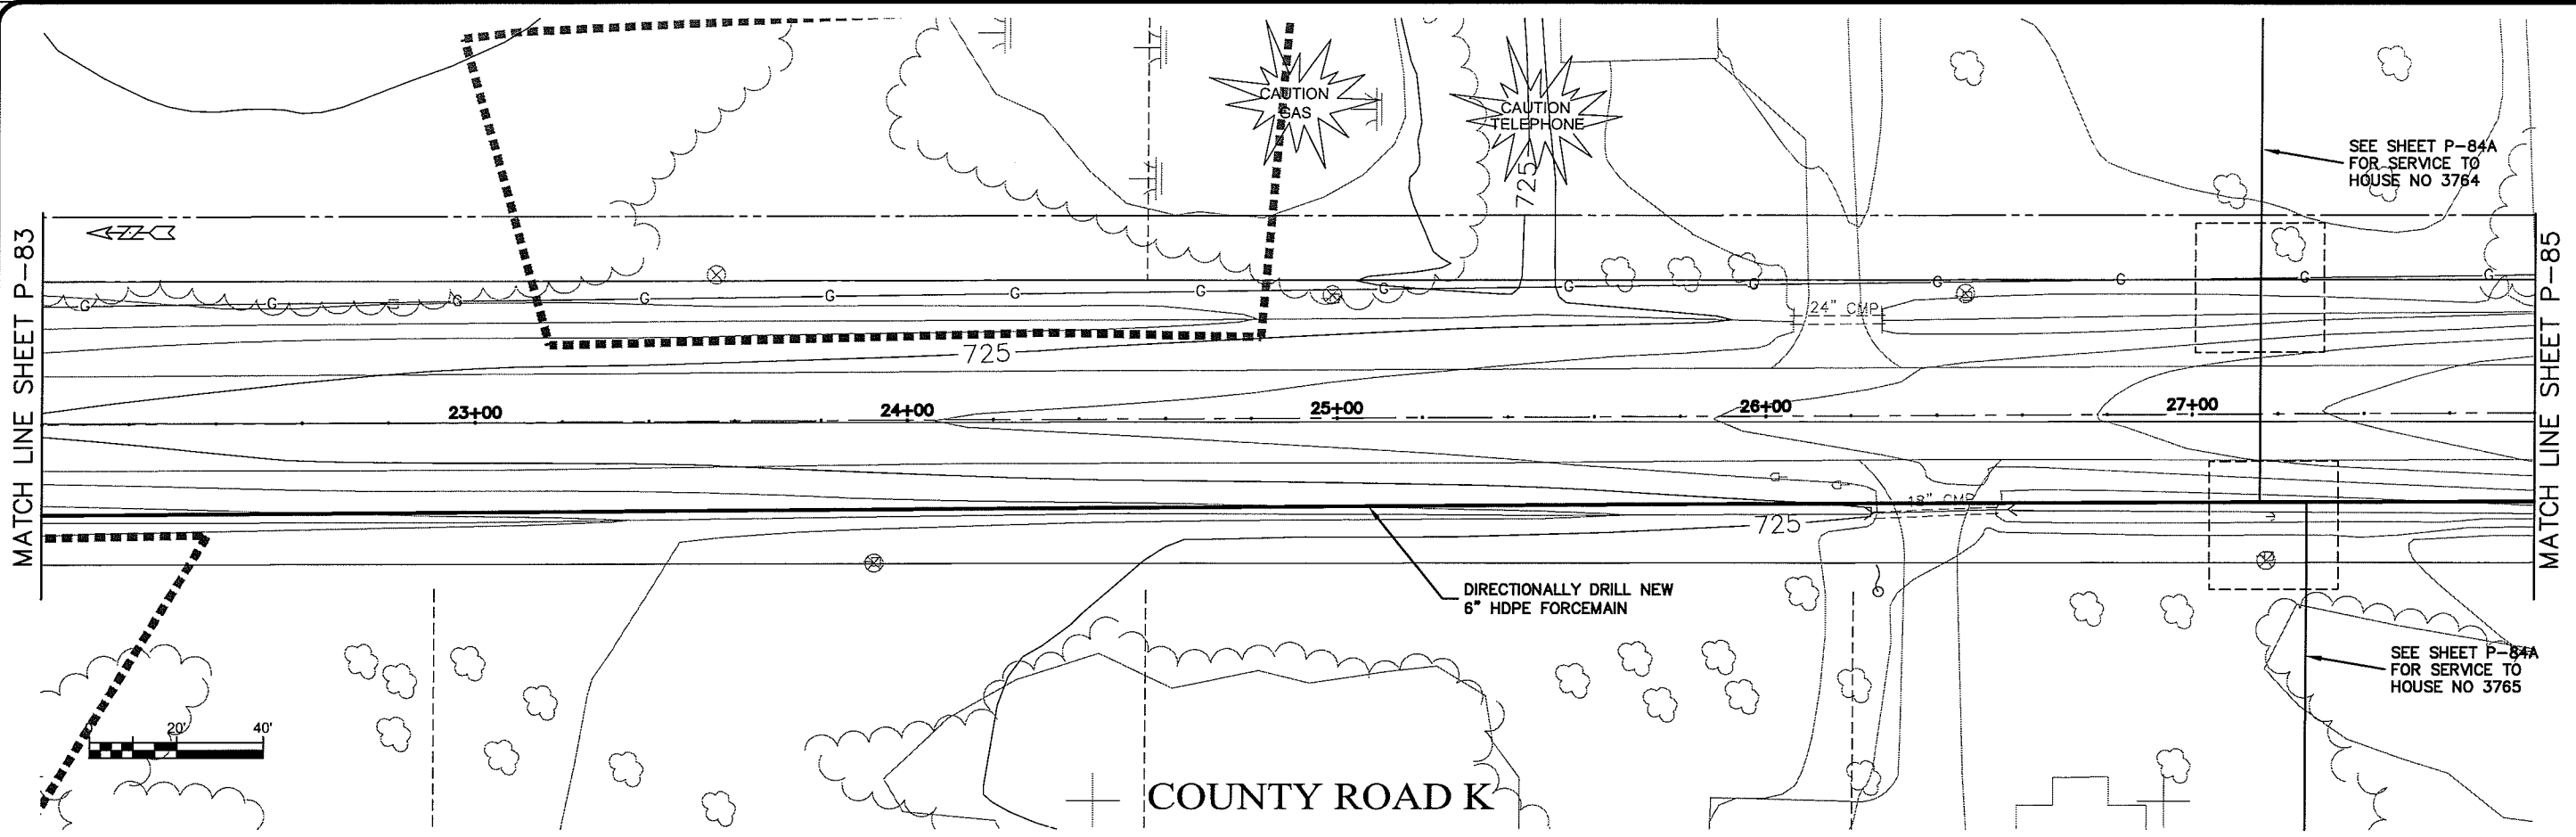 CAUTION
GAS
CAUTION
TELEPHONE
725
SEE SHEET P-84A
FOR SERVICE TO
HOUSE NO 3764
MATCH LINE SHEET P-83
N
MATCH LINE SHEET P-85
G G G G G G G G G G G G G G
24" CMP
725
23+00 24+00 25+00 26+00 27+00
18" CMP
725
DIRECTIONALLY DRILL NEW
6" HDPE FORCEMAIN
SEE SHEET P-84A
FOR SERVICE TO
HOUSE NO 3765
20' 40'
COUNTY ROAD K